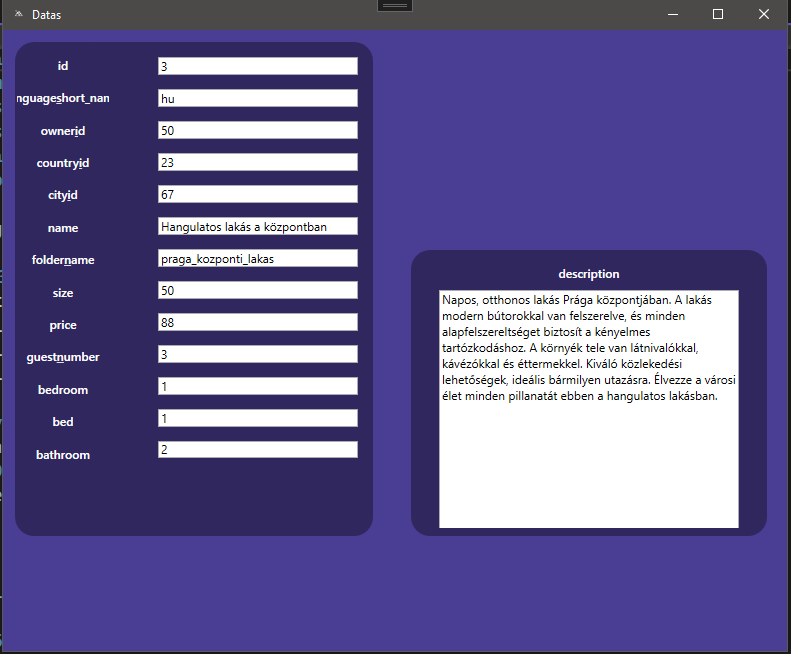 Datas
id
3
nguageshort_nan
hu
ownerid
50
countryid
23
cityid
67
name
Hangulatos lakás a központban
foldername
praga_kozponti_lakas
size
50
price
88
guestnumber
3
bedroom
1
bed
1
bathroom
2
description
Napos, otthonos lakás Prága központjában. A lakás
modern bútorokkal van felszerelve, és minden
alapfelszereltséget biztosít a kényelmes
tartózkodáshoz. A környék tele van látnivalókkal,
kávézókkal és éttermekkel. Kiváló közlekedési
lehetőségek, ideális bármilyen utazásra. Élvezze a városi
élet minden pillanatát ebben a hangulatos lakásban.